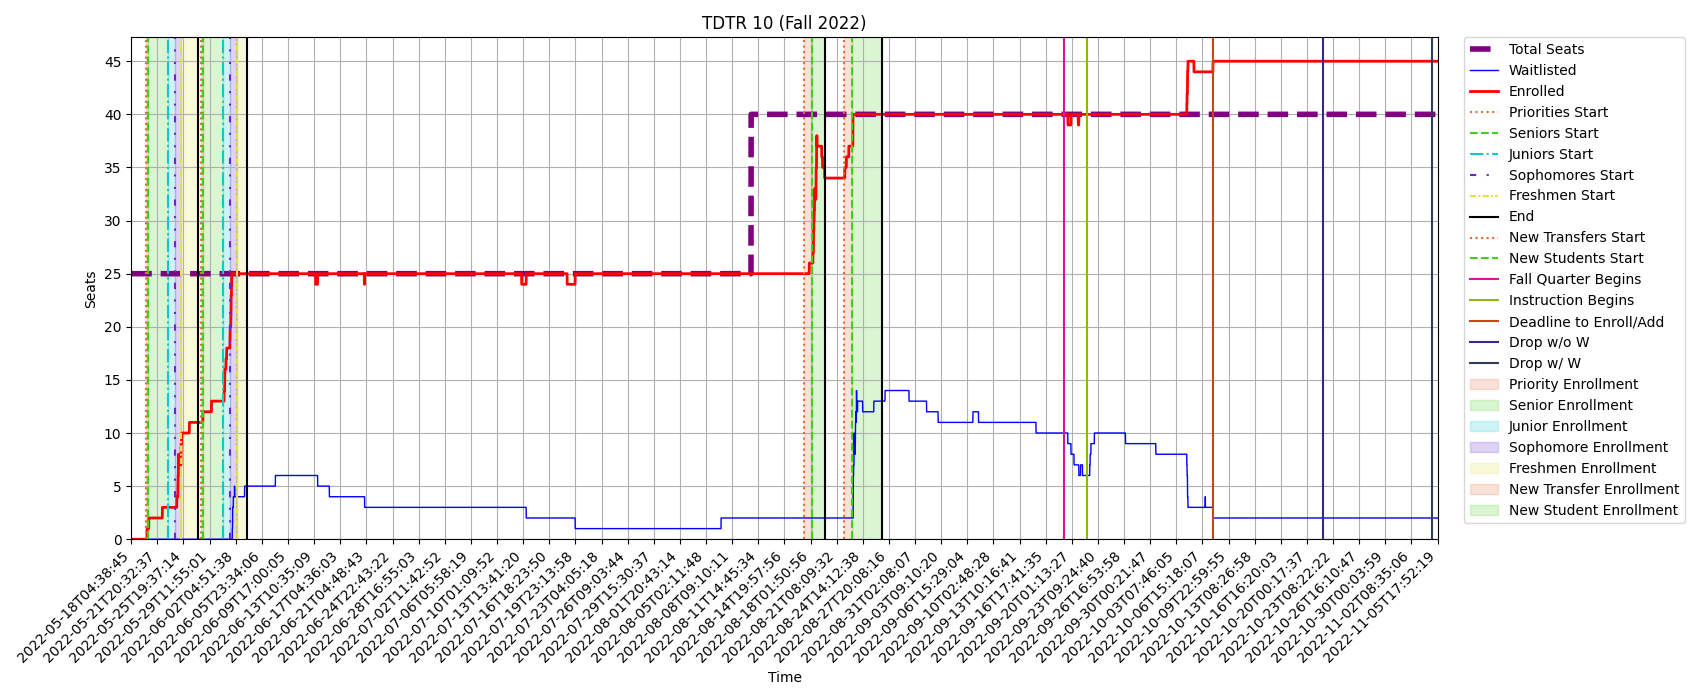 TDTR 10 (Fall 2022)
Seats
45
40
35
30
25
20
15
10
5
0
2022-05-18T04:38:45
2022-05-21T20:32:37
2022-05-25T19:37:14
2022-05-29T11:55:01
2022-06-02T04:51:38
2022-06-05T23:34:06
2022-06-09T17:00:05
2022-06-13T10:35:09
2022-06-17T04:36:03
2022-06-21T04:48:43
2022-06-24T22:43:22
2022-06-28T16:55:03
2022-07-02T11:42:52
2022-07-06T05:58:19
2022-07-10T01:09:52
2022-07-13T13:41:20
2022-07-16T18:23:50
2022-07-19T23:13:58
2022-07-23T04:05:18
2022-07-26T09:03:44
2022-07-29T15:30:37
2022-08-01T20:43:14
2022-08-05T02:11:48
2022-08-08T09:10:11
2022-08-11T14:45:34
2022-08-14T19:57:56
2022-08-18T01:50:56
2022-08-21T08:09:32
2022-08-24T14:12:38
2022-08-27T20:08:16
2022-08-31T02:08:07
2022-09-03T09:10:20
2022-09-06T15:29:04
2022-09-10T02:48:28
2022-09-13T10:16:41
2022-09-16T17:41:35
2022-09-20T01:13:27
2022-09-23T09:24:40
2022-09-26T16:53:58
2022-09-30T00:21:47
2022-10-03T07:46:05
2022-10-06T15:18:07
2022-10-09T22:59:55
2022-10-13T08:26:58
2022-10-16T16:20:03
2022-10-20T00:17:37
2022-10-23T08:22:22
2022-10-26T16:10:47
2022-10-30T00:03:59
2022-11-02T08:35:06
2022-11-05T17:52:19
Time
Total Seats
Waitlisted
Enrolled
Priorities Start
Seniors Start
Juniors Start
Sophomores Start
Freshmen Start
End
New Transfers Start
New Students Start
Fall Quarter Begins
Instruction Begins
Deadline to Enroll/Add
Drop w/o W
Drop w/ W
Priority Enrollment
Senior Enrollment
Junior Enrollment
Sophomore Enrollment
Freshmen Enrollment
New Transfer Enrollment
New Student Enrollment